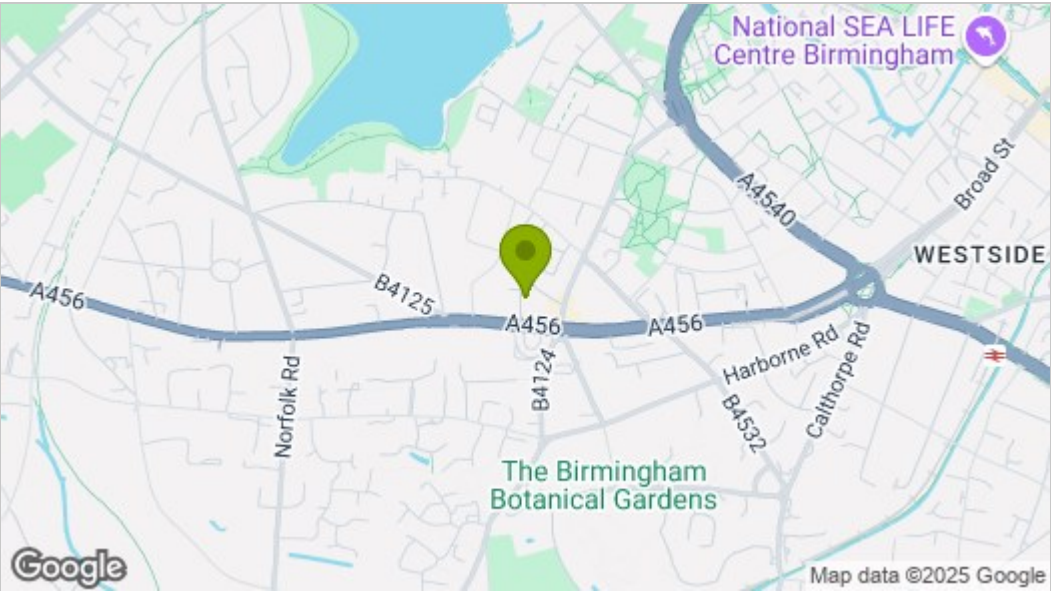 National SEA LIFE
Centre Birmingham
Broad St
A4540
WESTSIDE
A456
B4125
A456
A456
Harborne Rd
Calthorpe Rd
Norfolk Rd
B4124
B4532
The Birmingham
Botanical Gardens
Google
Map data ©2025 Google